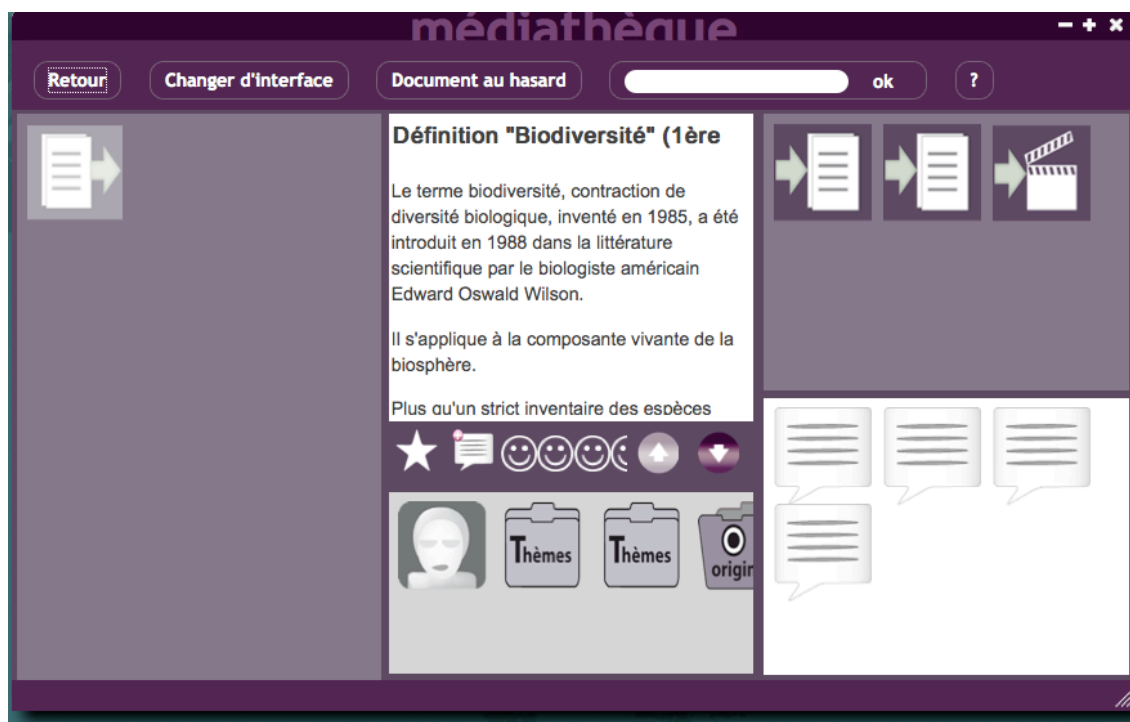 médiathèque
Retour
Changer d'interface
Document au hasard
ok
?
Définition "Biodiversité" (1ère
Le terme biodiversité, contraction de
diversité biologique, inventé en 1985, a été
introduit en 1988 dans la littérature
scientifique par le biologiste américain
Edward Oswald Wilson.
Il s'applique à la composante vivante de la
biosphère.
Plus qu'un strict inventaire des espèces
Thèmes
Thèmes
origin